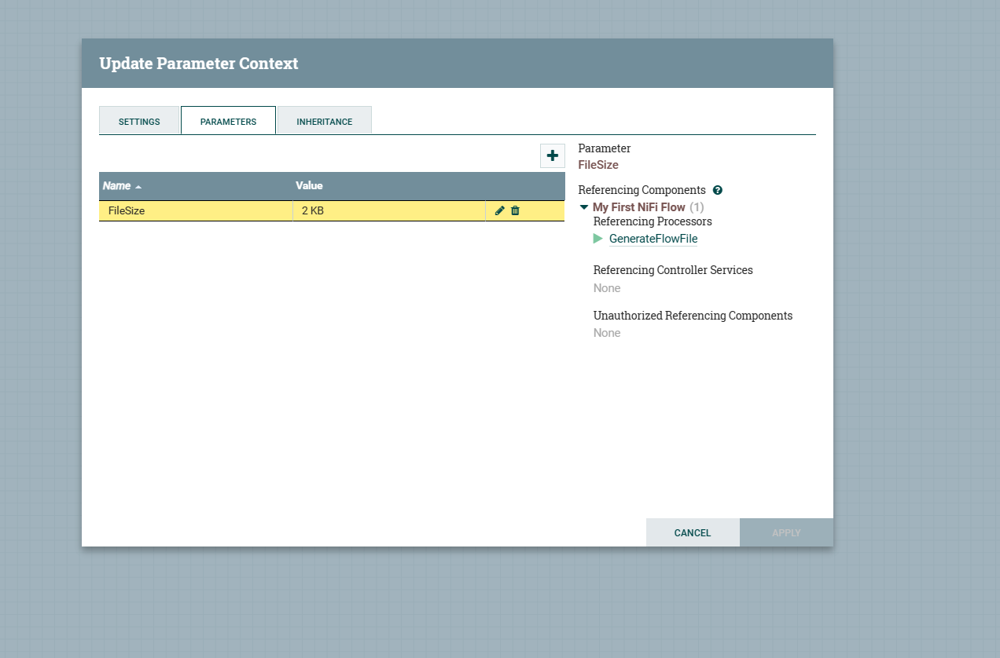 Update Parameter Context
SETTINGS
PARAMETERS
INHERITANCE
Name
Value
FileSize
2 KB
Parameter
FileSize
Referencing Components
My First NiFi Flow (1)
Referencing Processors
GenerateFlowFile
Referencing Controller Services
None
Unauthorized Referencing Components
None
CANCEL
APPLY